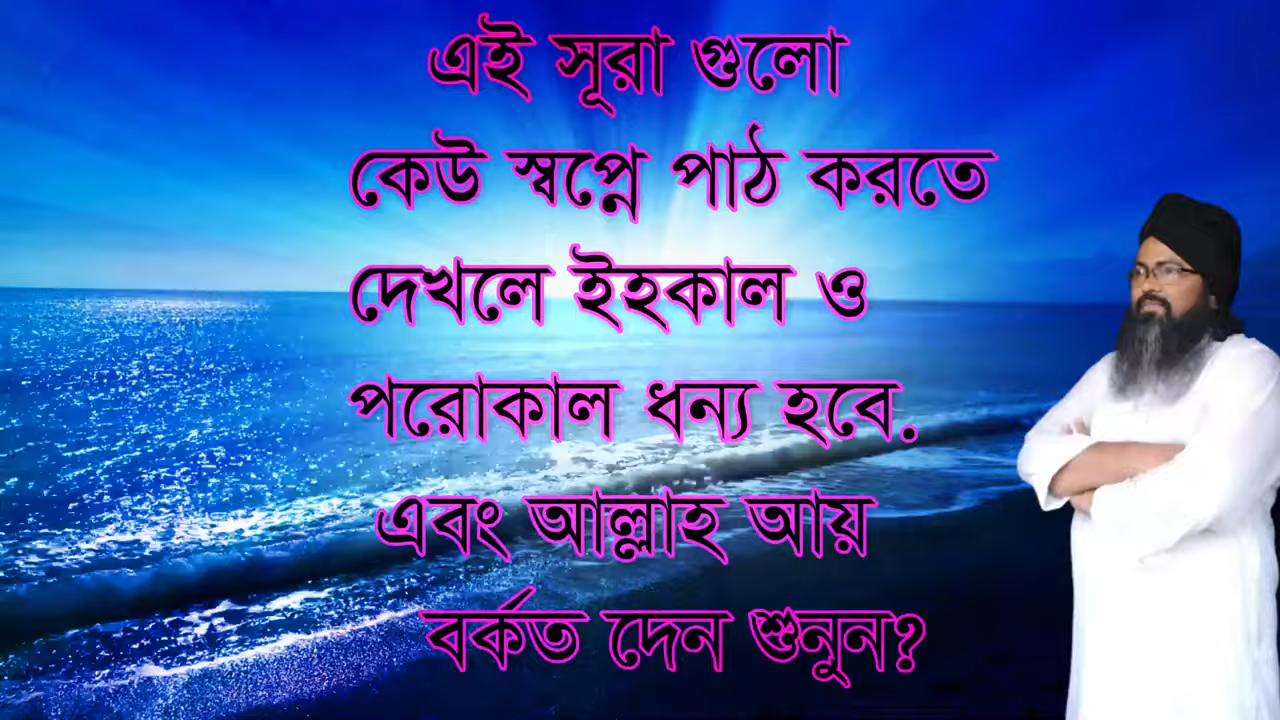 এই সূরা গুলো
কেউ স্বপ্নে পাঠ করতে
দেখলে ইহকাল ও
পরোকাল ধন্য হবে.
এবং আল্লাহ আয়
বর্কত দেন শুনুন?